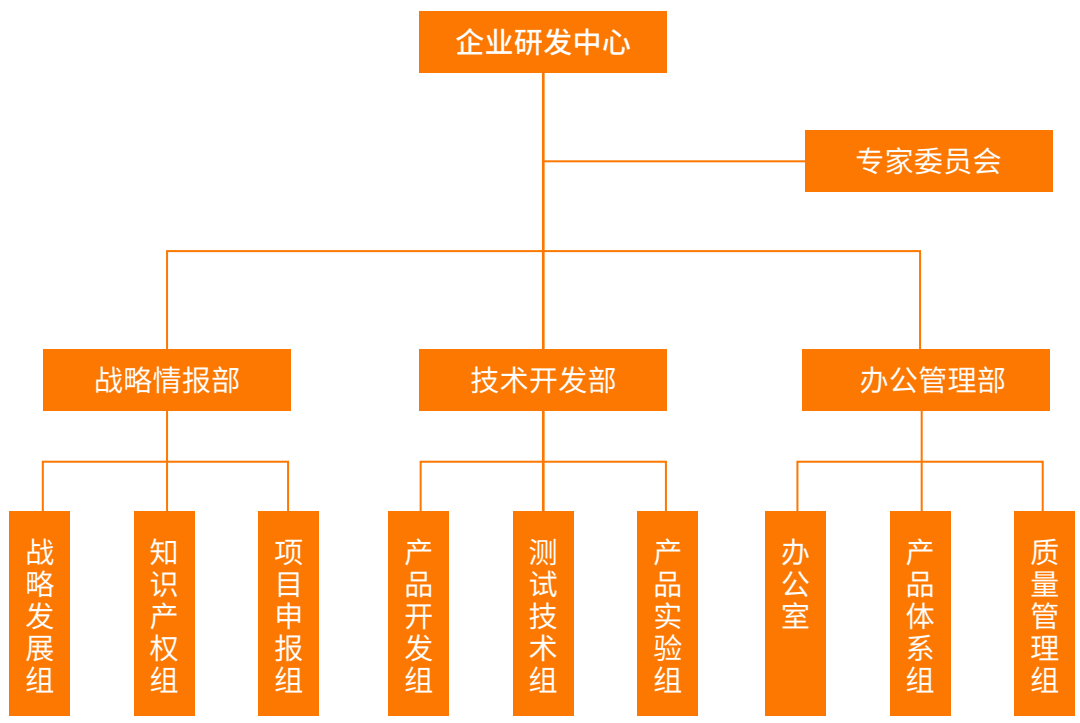 企业研发中心
专家委员会
战略情报部
技术开发部
办公管理部
战略发展组
知识产权组
项目申报组
产品开发组
测试技术组
产品实验组
办公室
产品体系组
质量管理组